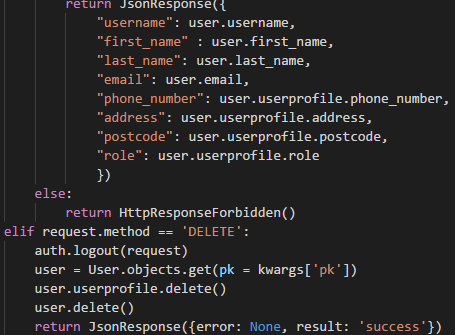 return JsonResponse({
"username": user.username,
"first_name" : user.first_name,
"last_name": user.last_name,
"email": user.email,
"phone_number": user.userprofile.phone_number,
"address": user.userprofile.address,
"postcode": user.userprofile.postcode,
"role": user.userprofile.role
})
else:
return HttpResponseForbidden()
elif request.method == 'DELETE':
auth.logout(request)
user = User.objects.get(pk = kwargs['pk'])
user.userprofile.delete()
user.delete()
return JsonResponse({error: None, result: 'success'})